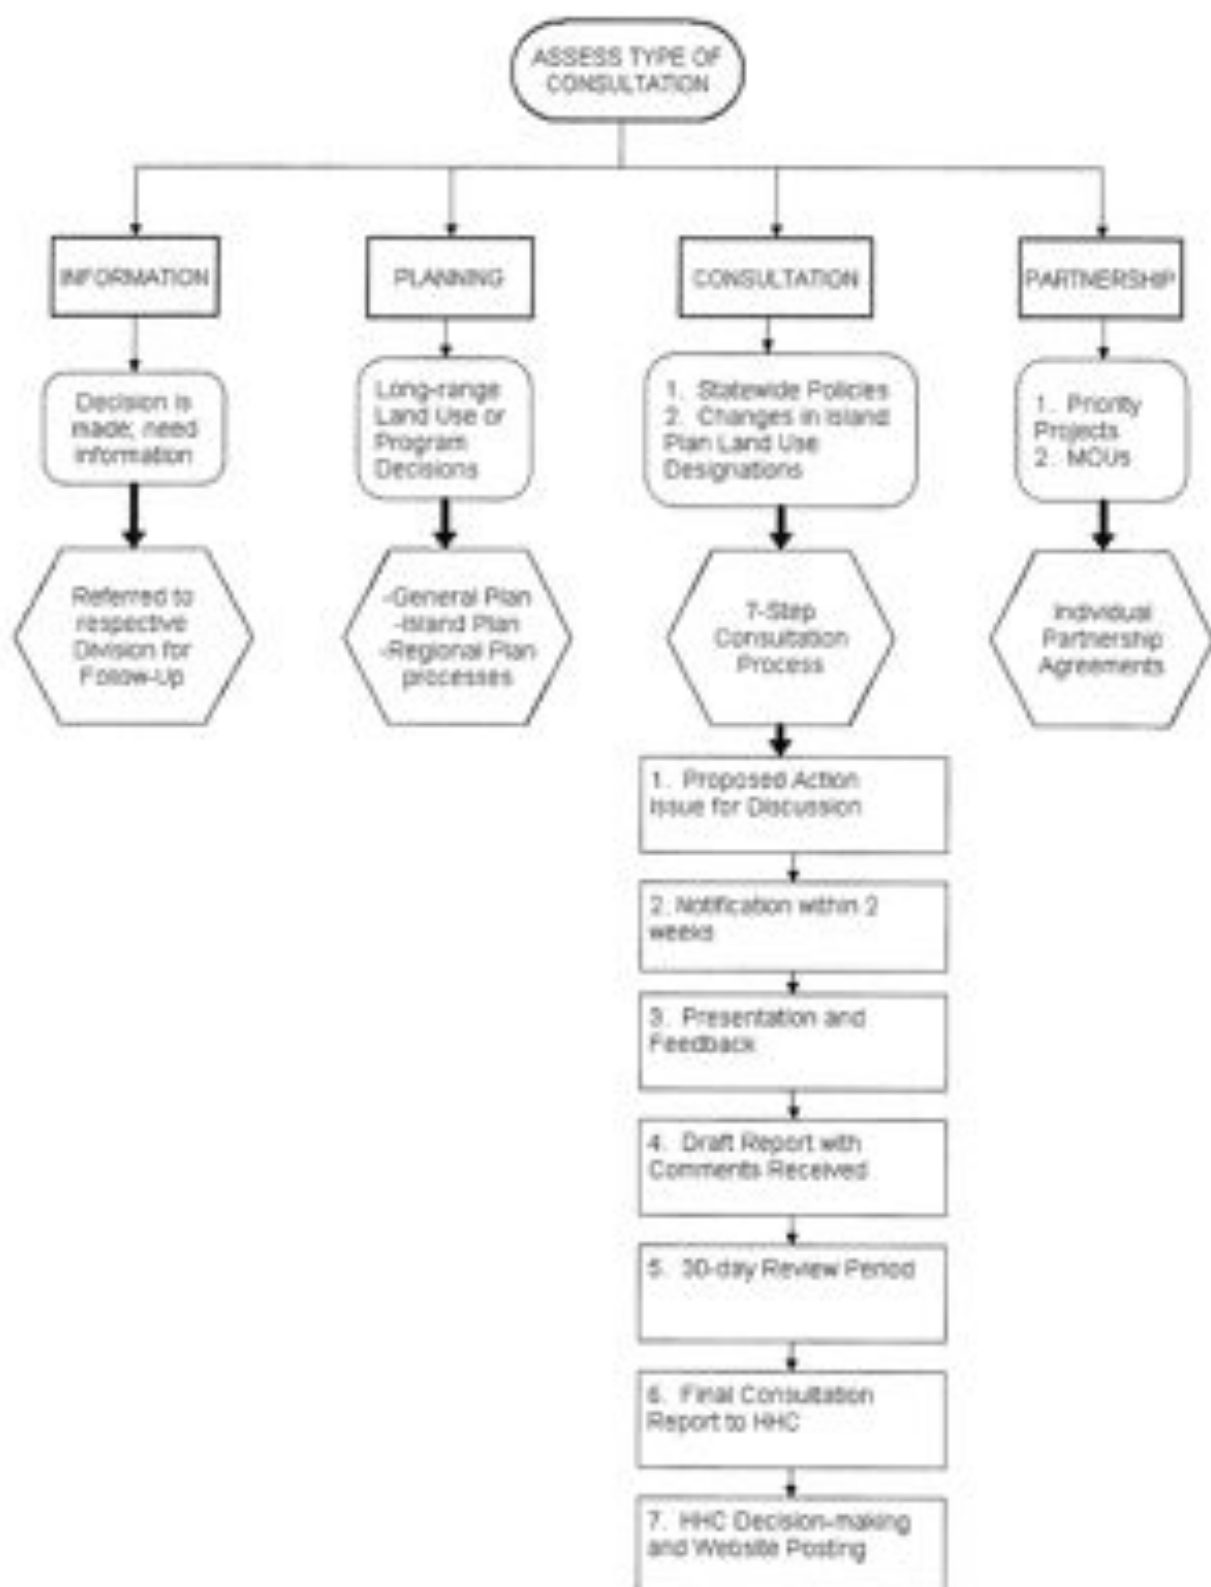 ASSESS TYPE OF
CONSULTATION
INFORMATION
PLANNING
CONSULTATION
PARTNERSHIP
Decision is
made; need
information
Long-range
Land Use or
Program
Decisions
1. Statewide Policies
2. Changes in Island
Plan Land Use
Designations
1. Priority
Projects
2. MOUs
Referred to
respective
Division for
Follow-Up
-General Plan
-Island Plan
-Regional Plan
processes
7-Step
Consultation
Process
Individual
Partnership
Agreements
1. Proposed Action
Issue for Discussion
2. Notification within 2
weeks
3. Presentation and
Feedback
4. Draft Report with
Comments Received
5. 30-day Review Period
6. Final Consultation
Report to HHC
7. HHC Decision-making
and Website Posting